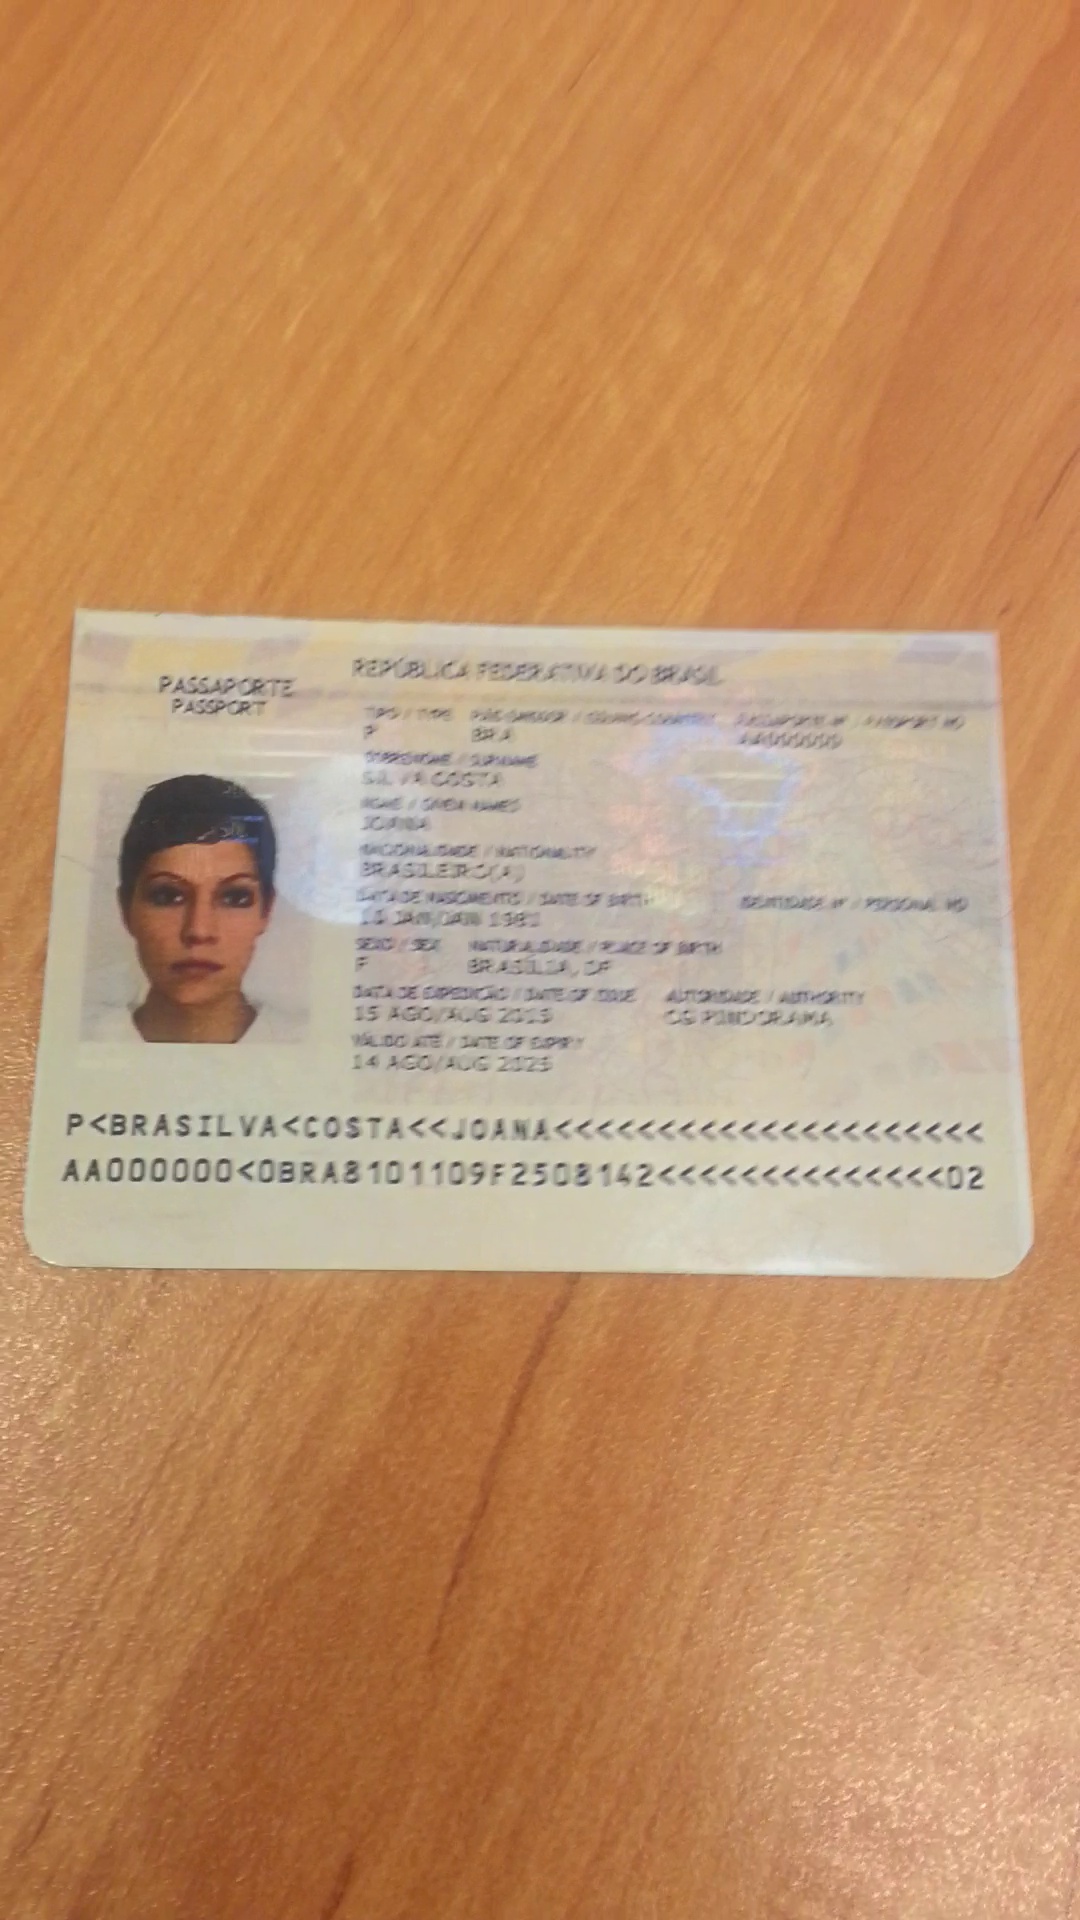 REPÚBLICA FEDERATIVA DO BRASIL
PASSAPORTE
PASSPORT
TIPO / TYPE PAÍS EMISSOR / ISSUING COUNTRY PASSAPORTE Nº / PASSPORT NO
P BRA AA000000
SOBRENOME / SURNAME
SILVA COSTA
NOME / GIVEN NAMES
JOANA
NACIONALIDADE / NATIONALITY
BRASILEIRO(A)
DATA DE NASCIMENTO / DATE OF BIRTH IDENTIDADE Nº / PERSONAL NO
10 JAN/JAN 1981
SEXO / SEX NATURALIDADE / PLACE OF BIRTH
F BRASÍLIA, DF
DATA DE EXPEDIÇÃO / DATE OF ISSUE AUTORIDADE / AUTHORITY
15 AGO/AUG 2015 CG PINDORAMA
VÁLIDO ATÉ / DATE OF EXPIRY
14 AGO/AUG 2025
P<BRASILVA<COSTA<<JOANA<<<<<<<<<<<<<<<<<<<<<
AA000000<0BRA8101109F2508142<<<<<<<<<<<<<<02